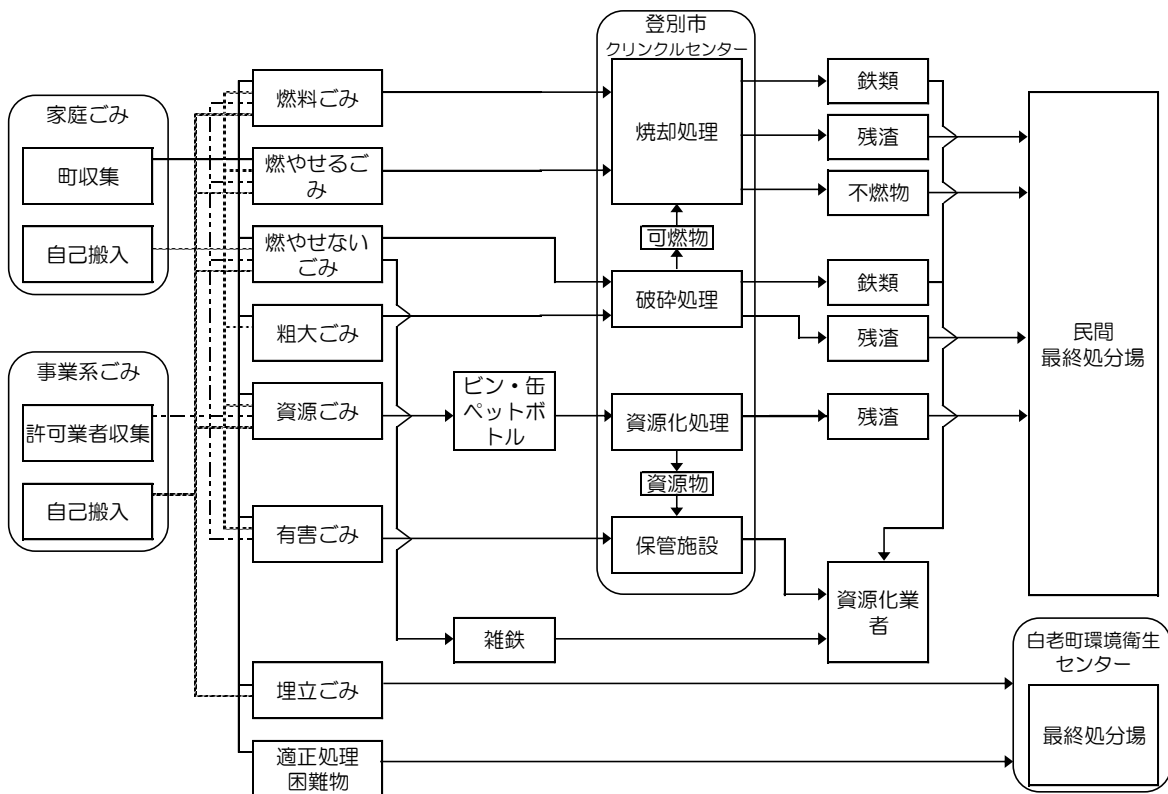 家庭ごみ
町収集
自己搬入
事業系ごみ
許可業者収集
自己搬入
燃料ごみ
燃やせるご
み
燃やせない
ごみ
粗大ごみ
資源ごみ
有害ごみ
埋立ごみ
適正処理
困難物
ビン・缶
ペットボ
トル
雑鉄
登別市
クリンクルセンター
焼却処理
可燃物
破砕処理
資源化処理
資源物
保管施設
鉄類
残渣
不燃物
鉄類
残渣
残渣
資源化業
者
民間
最終処分場
白老町環境衛生
センター
最終処分場